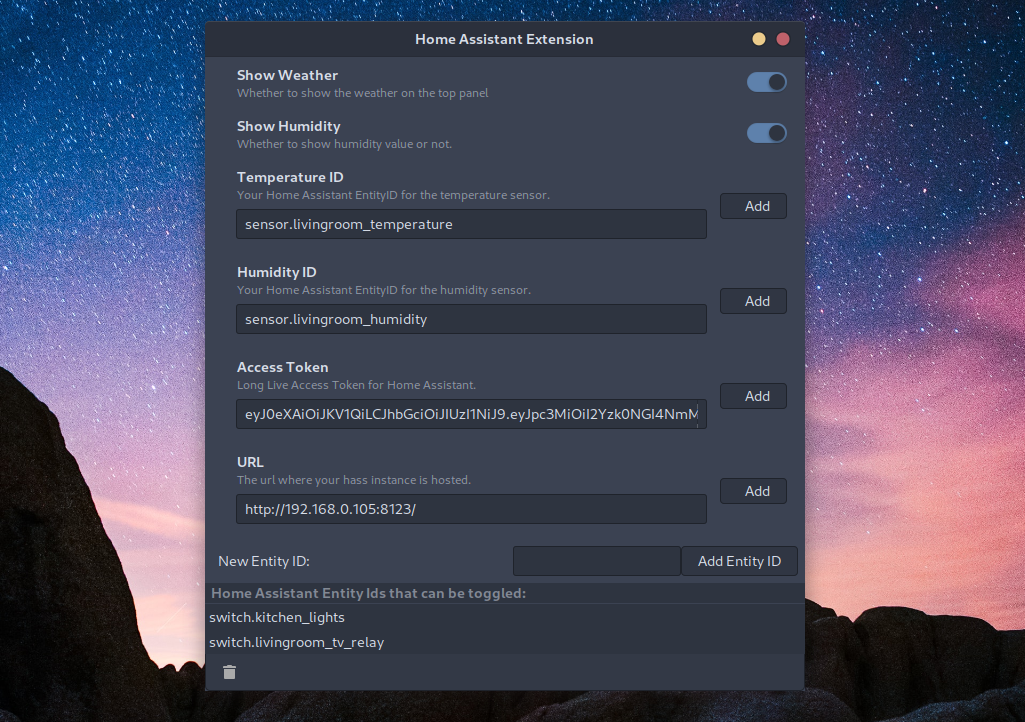 Home Assistant Extension
Show Weather
Whether to show the weather on the top panel
Show Humidity
Whether to show humidity value or not.
Temperature ID
Your Home Assistant EntityID for the temperature sensor.
Add
sensor.livingroom_temperature
Humidity ID
Your Home Assistant EntityID for the humidity sensor.
Add
sensor.livingroom_humidity
Access Token
Long Live Access Token for Home Assistant.
Add
eyJ0eXAiOiJKV1QiLCJhbGciOiJIUzI1NiJ9.eyJpc3MiOiI2Yzk0NGI4NmM
URL
The url where your hass instance is hosted.
Add
http://192.168.0.105:8123/
New Entity ID:
Add Entity ID
Home Assistant Entity Ids that can be toggled:
switch.kitchen_lights
switch.livingroom_tv_relay